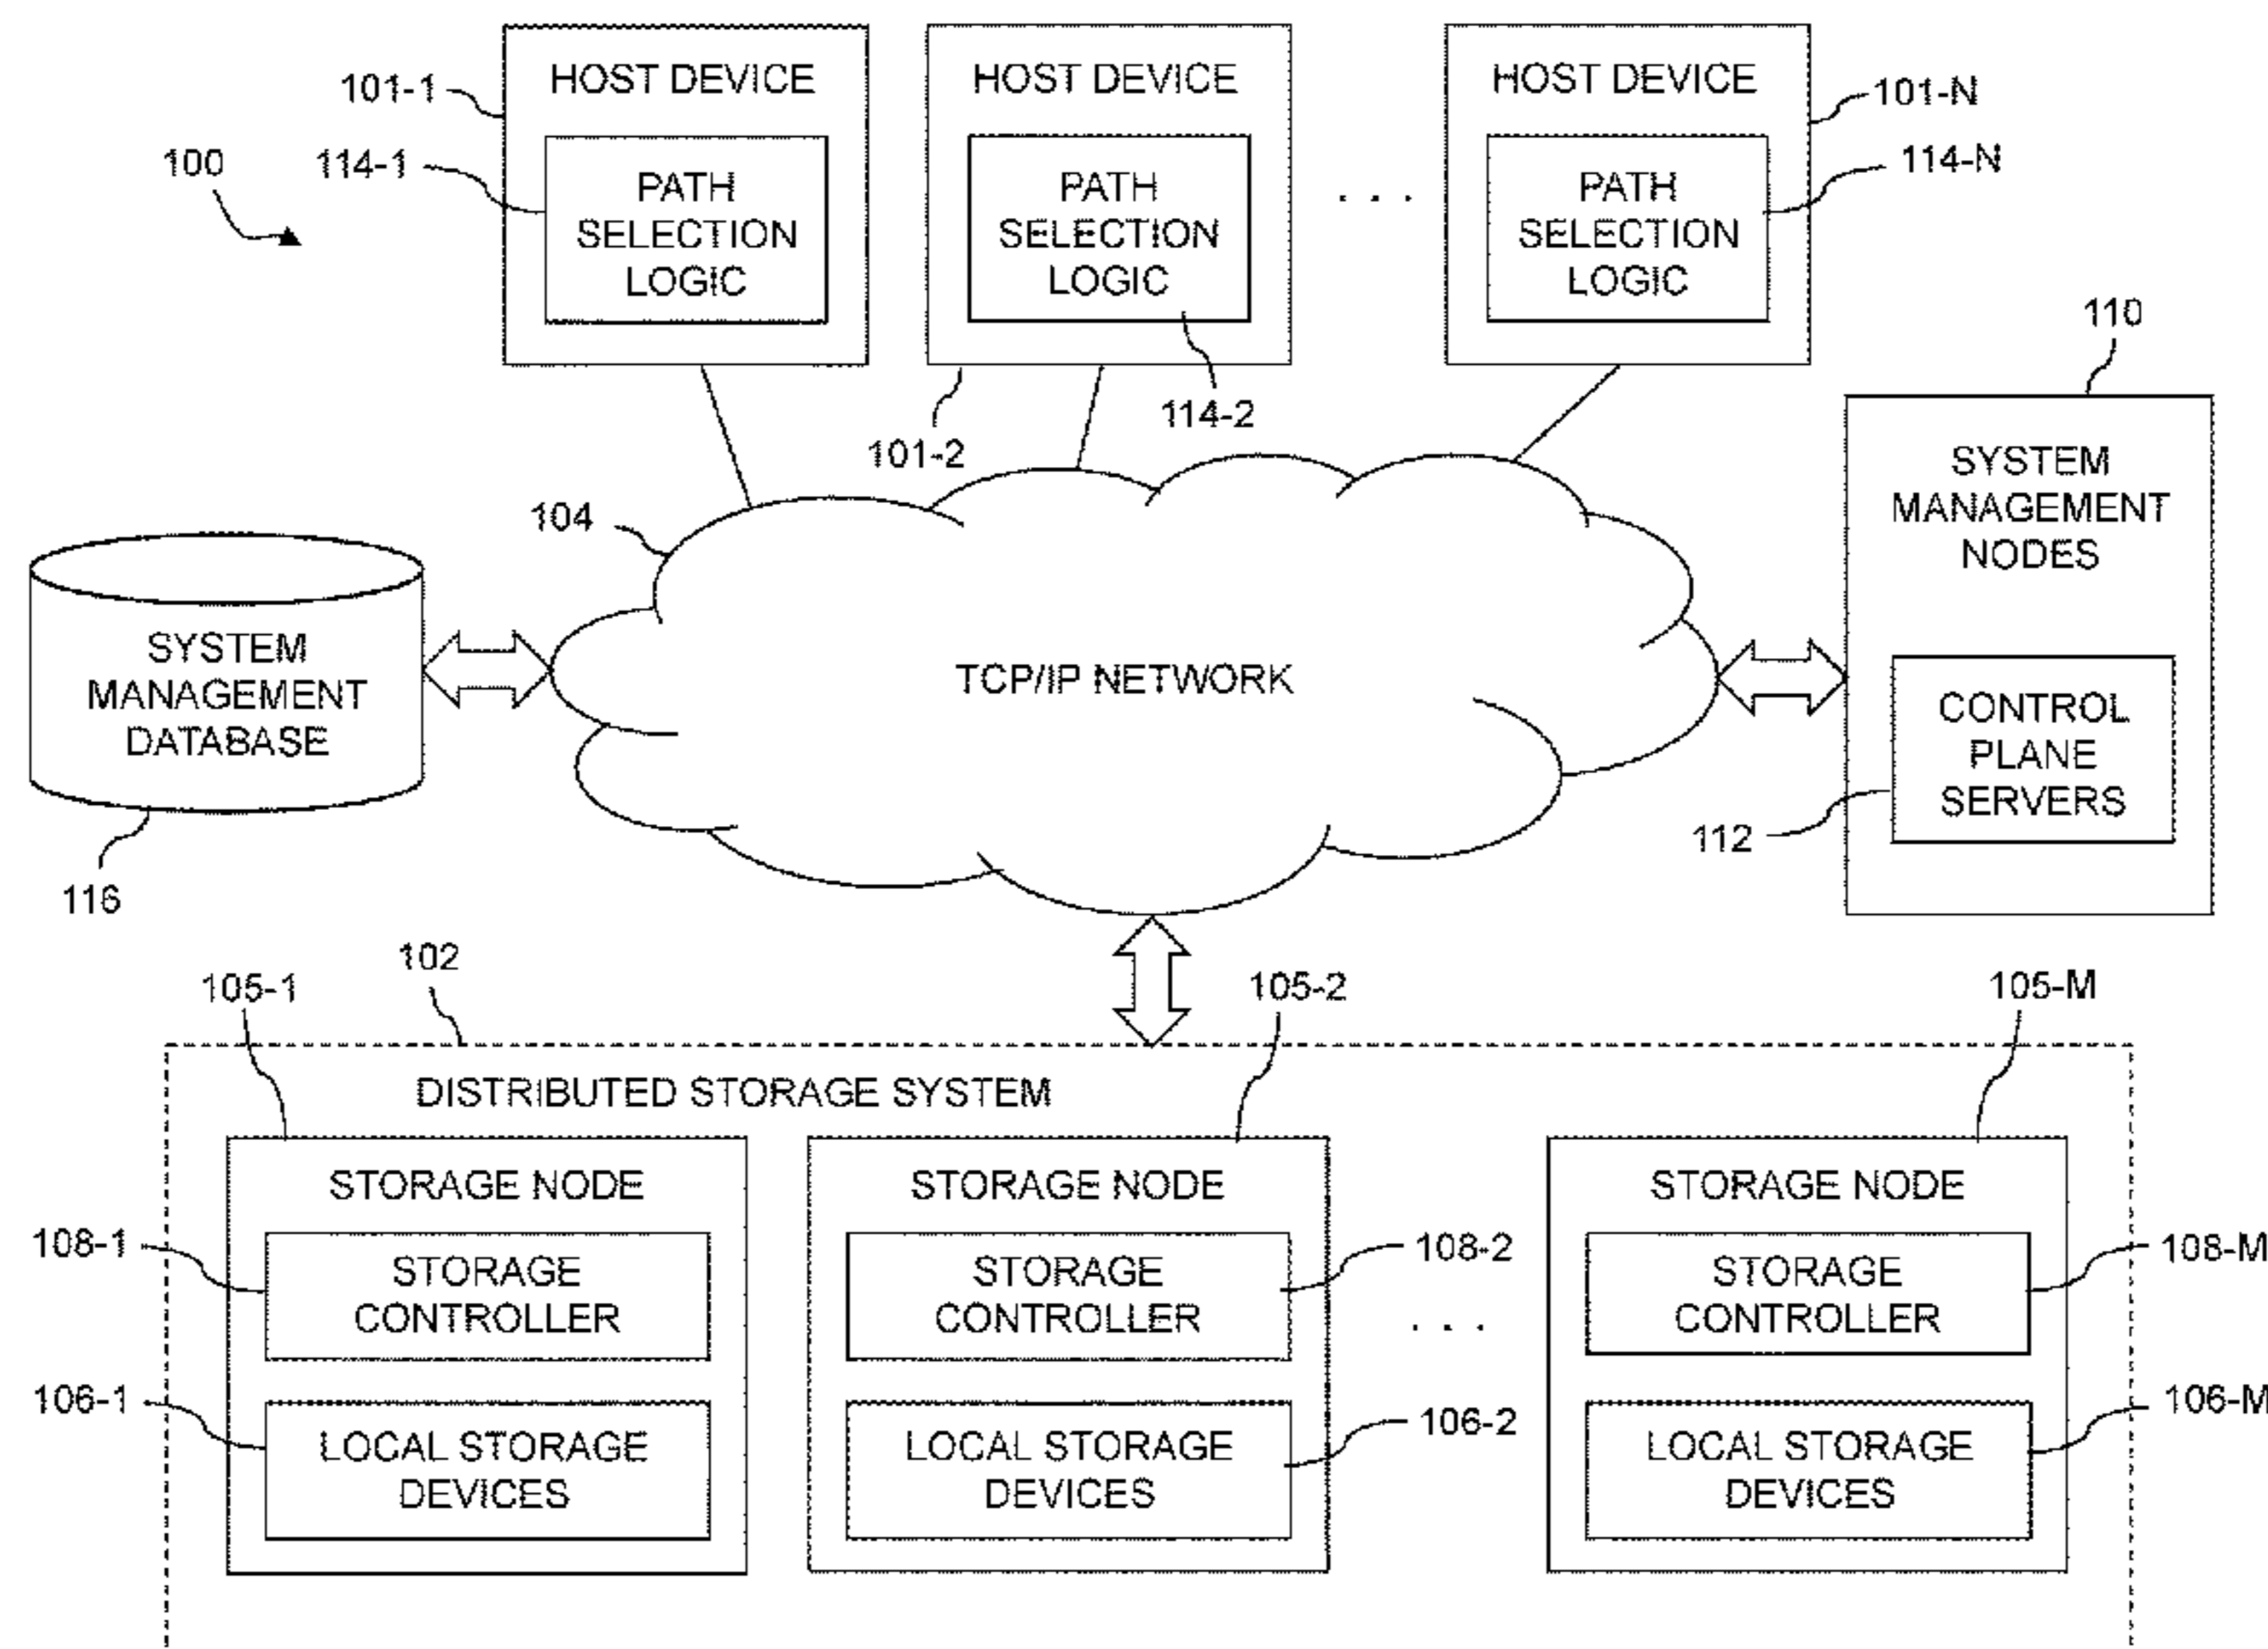 100
101-1
114-1
HOST DEVICE
PATH
SELECTION
LOGIC
HOST DEVICE
PATH
SELECTION
LOGIC
101-2
114-2
. . .
HOST DEVICE
PATH
SELECTION
LOGIC
101-N
114-N
104
TCP/IP NETWORK
SYSTEM
MANAGEMENT
DATABASE
116
110
SYSTEM
MANAGEMENT
NODES
CONTROL
PLANE
SERVERS
112
102
DISTRIBUTED STORAGE SYSTEM
105-1
STORAGE NODE
108-1
STORAGE
CONTROLLER
106-1
LOCAL STORAGE
DEVICES
105-2
STORAGE NODE
108-2
STORAGE
CONTROLLER
106-2
LOCAL STORAGE
DEVICES
. . .
105-M
STORAGE NODE
108-M
STORAGE
CONTROLLER
106-M
LOCAL STORAGE
DEVICES